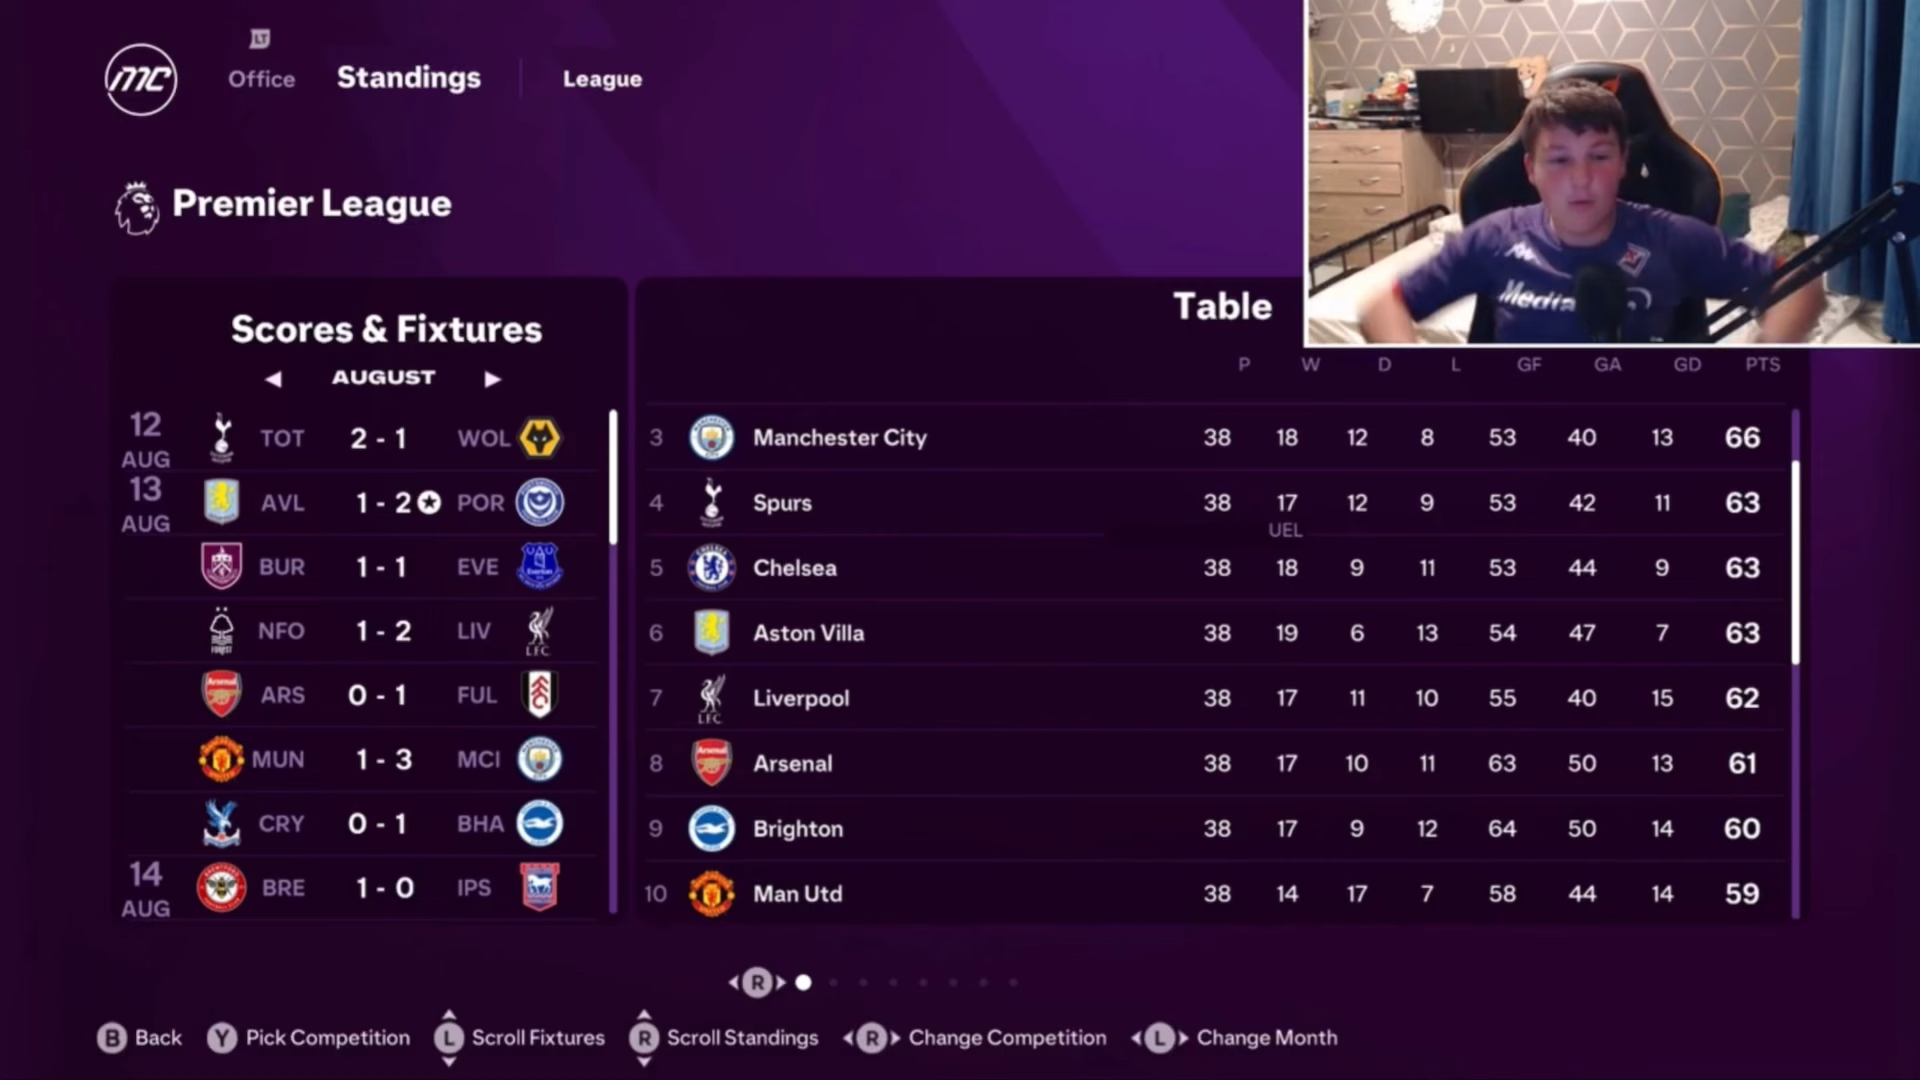 LT
MC Office Standings League
Premier League
Scores & Fixtures
AUGUST
12 AUG TOT 2 - 1 WOL
13 AUG AVL 1 - 2 POR
BUR 1 - 1 EVE
NFO 1 - 2 LIV
ARS 0 - 1 FUL
MUN 1 - 3 MCI
CRY 0 - 1 BHA
14 AUG BRE 1 - 0 IPS
Table
P W D L GF GA GD PTS
3 Manchester City 38 18 12 8 53 40 13 66
4 Spurs 38 17 12 9 53 42 11 63
UEL
5 Chelsea 38 18 9 11 53 44 9 63
6 Aston Villa 38 19 6 13 54 47 7 63
7 Liverpool 38 17 11 10 55 40 15 62
8 Arsenal 38 17 10 11 63 50 13 61
9 Brighton 38 17 9 12 64 50 14 60
10 Man Utd 38 14 17 7 58 44 14 59
R
B Back Y Pick Competition L Scroll Fixtures R Scroll Standings R Change Competition L Change Month